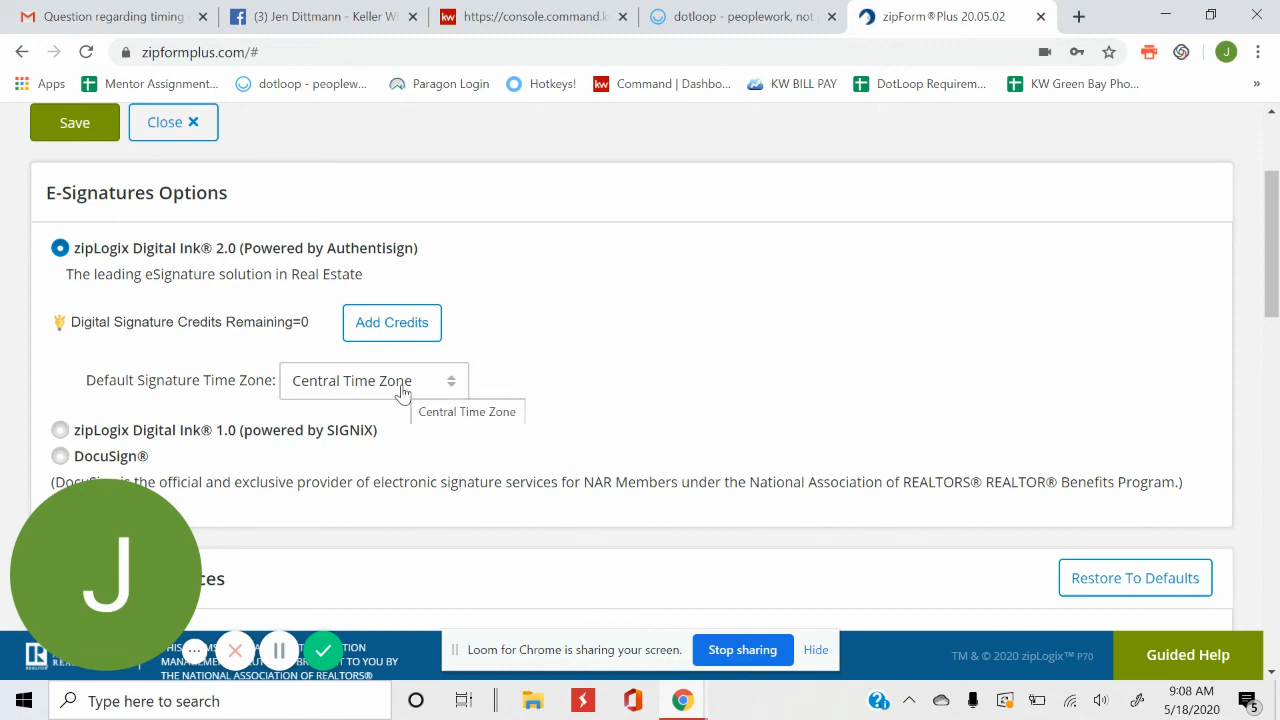 Question regarding timing
(3) Jen Dittmann - Keller W
https://console.command.k
dotloop - peoplework, not
zipForm®Plus 20.05.02
zipformplus.com/#
J
Apps
Mentor Assignment...
dotloop - peoplew...
Paragon Login
Hotkeys!
Command | Dashbo...
KW BILL PAY
DotLoop Requirem...
KW Green Bay Pho...
»
Save
Close ✕
E-Signatures Options
zipLogix Digital Ink® 2.0 (Powered by Authentisign)
The leading eSignature solution in Real Estate
Digital Signature Credits Remaining=0
Add Credits
Default Signature Time Zone:
Central Time Zone
Central Time Zone
zipLogix Digital Ink® 1.0 (powered by SIGNiX)
DocuSign®
is the official and exclusive provider of electronic signature services for NAR Members under the National Association of REALTORS® REALTOR® Benefits Program.)
J
Restore To Defaults
MANAGE
THE NATIONAL ASSOCIATION OF REALTORS®
Loom for Chrome is sharing your screen.
Stop sharing
Hide
TM & © 2020 zipLogix™ P70
Guided Help
Type here to search
9:08 AM
5/18/2020
5